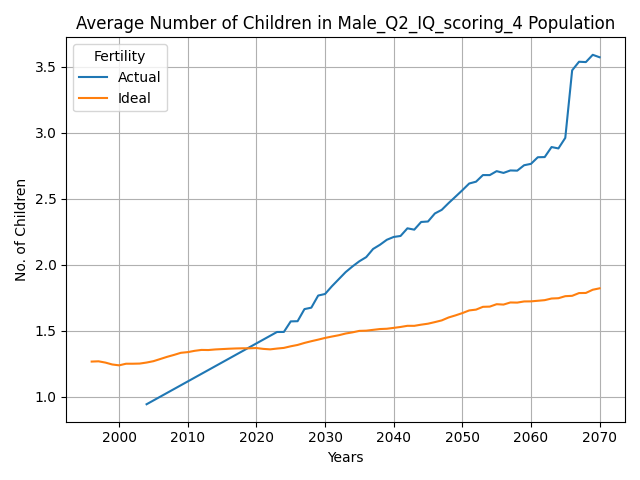 Average Number of Children in Male_Q2_IQ_scoring_4 Population
Fertility
Actual
Ideal
No. of Children
3.5
3.0
2.5
2.0
1.5
1.0
2000 2010 2020 2030 2040 2050 2060 2070
Years